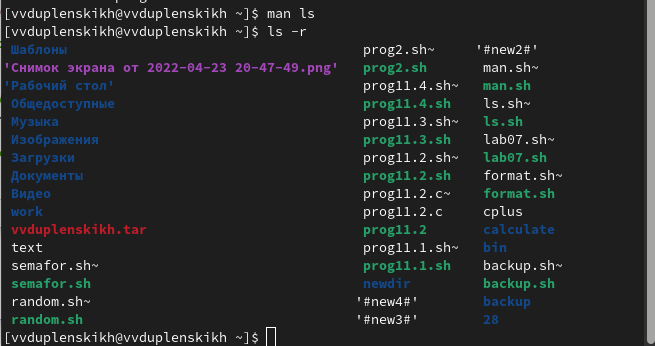 [vvduplenskikh@vvduplenskikh ~]$ man ls
[vvduplenskikh@vvduplenskikh ~]$ ls -r
Шаблоны prog2.sh~ '#new2#'
'Снимок экрана от 2022-04-23 20-47-49.png' prog2.sh man.sh~
'Рабочий стол' prog11.4.sh~ man.sh
Общедоступные prog11.4.sh ls.sh~
Музыка prog11.3.sh~ ls.sh
Изображения prog11.3.sh lab07.sh~
Загрузки prog11.2.sh~ lab07.sh
Документы prog11.2.sh format.sh~
Видео prog11.2.c~ format.sh
work prog11.2.c cplus
vvduplenskikh.tar prog11.2 calculate
text prog11.1.sh~ bin
semafor.sh~ prog11.1.sh backup.sh~
semafor.sh newdir backup.sh
random.sh~ '#new4#' backup
random.sh '#new3#' 28
[vvduplenskikh@vvduplenskikh ~]$